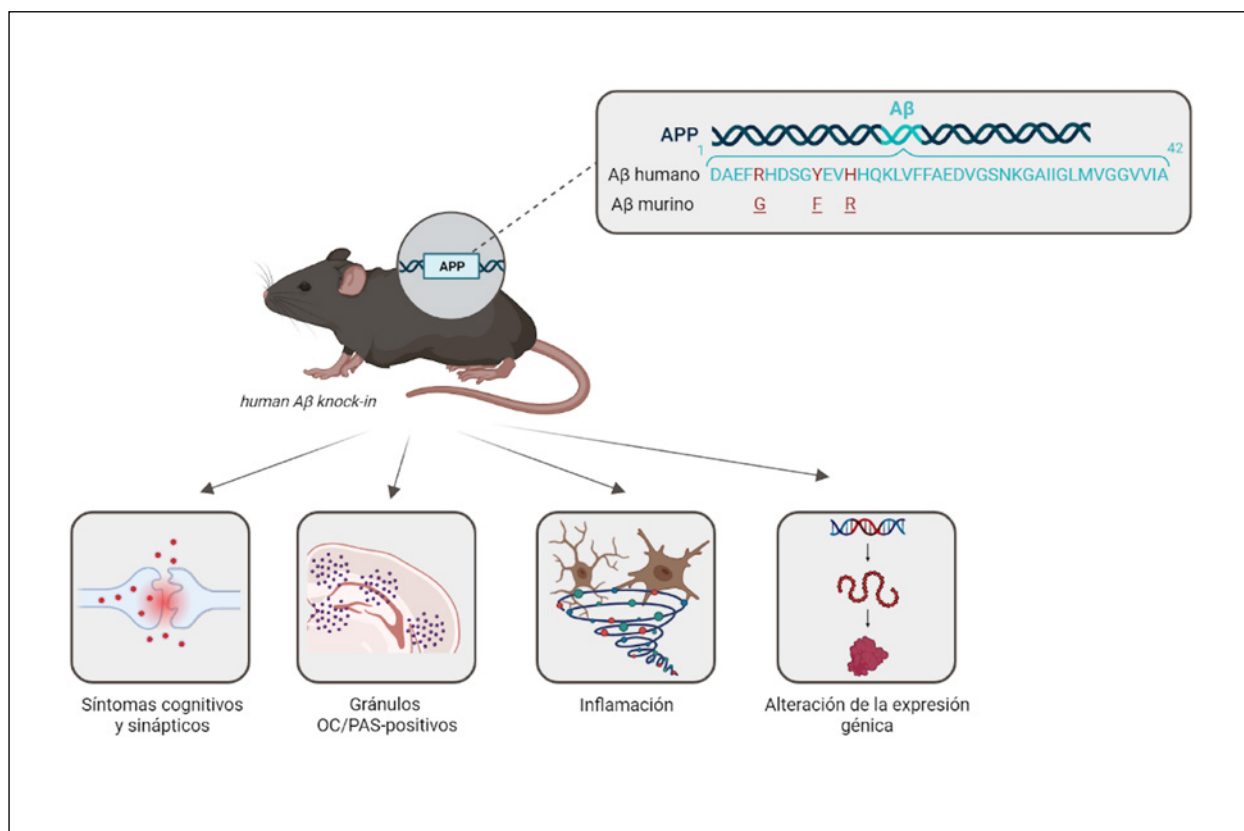 Aβ
APP
1
42
Aβ humano DAEFRHDSGYEVHHQKLVFFAEDVGSNKGAIIGLMVGGVVIA
Aβ murino G F R
APP
human Aβ knock-in
Síntomas cognitivos
y sinápticos
Gránulos
OC/PAS-positivos
Inflamación
Alteración de la expresión
génica